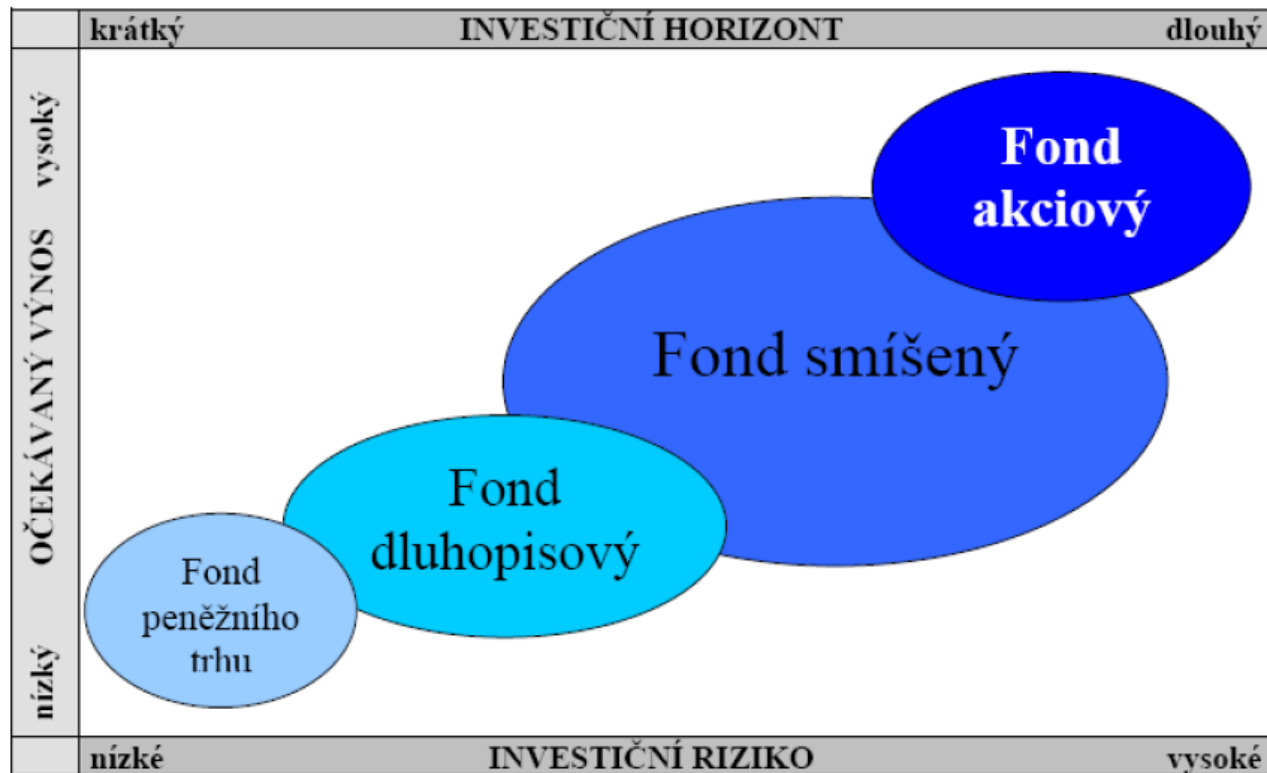 krátký INVESTIČNÍ HORIZONT dlouhý
vysoký
OČEKÁVANÝ VÝNOS
nízký
Fond
akciový
Fond smíšený
Fond
dluhopisový
Fond
peněžního
trhu
nízké INVESTIČNÍ RIZIKO vysoké